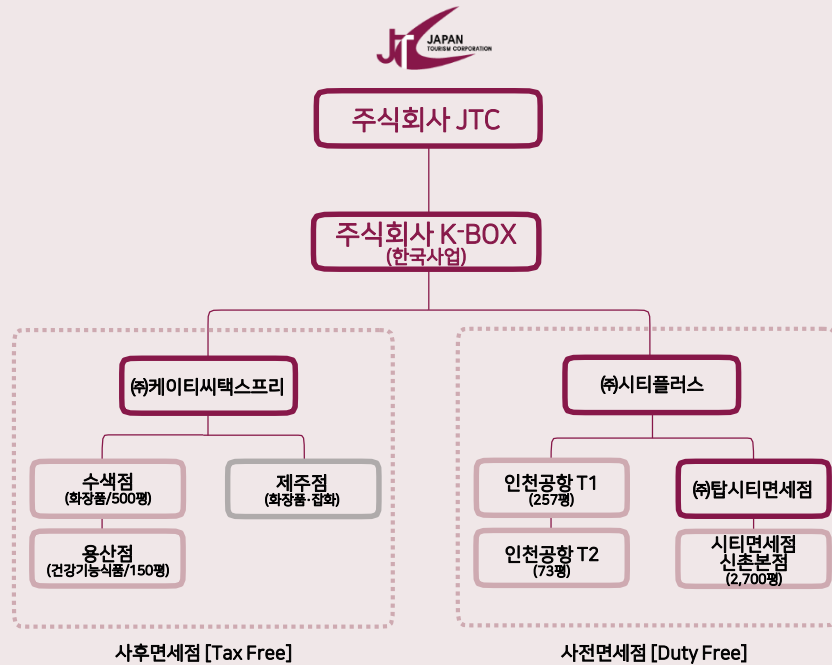 JTC
JAPAN
TOURISM CORPORATION
주식회사 JTC
주식회사 K-BOX
(한국사업)
㈜케이티씨택스프리
수색점
(화장품/500평)
용산점
(건강기능식품/150평)
제주점
(화장품·잡화)
사후면세점 [Tax Free]
㈜시티플러스
인천공항 T1
(257평)
인천공항 T2
(73평)
㈜탑시티면세점
시티면세점
신촌본점
(2,700평)
사전면세점 [Duty Free]